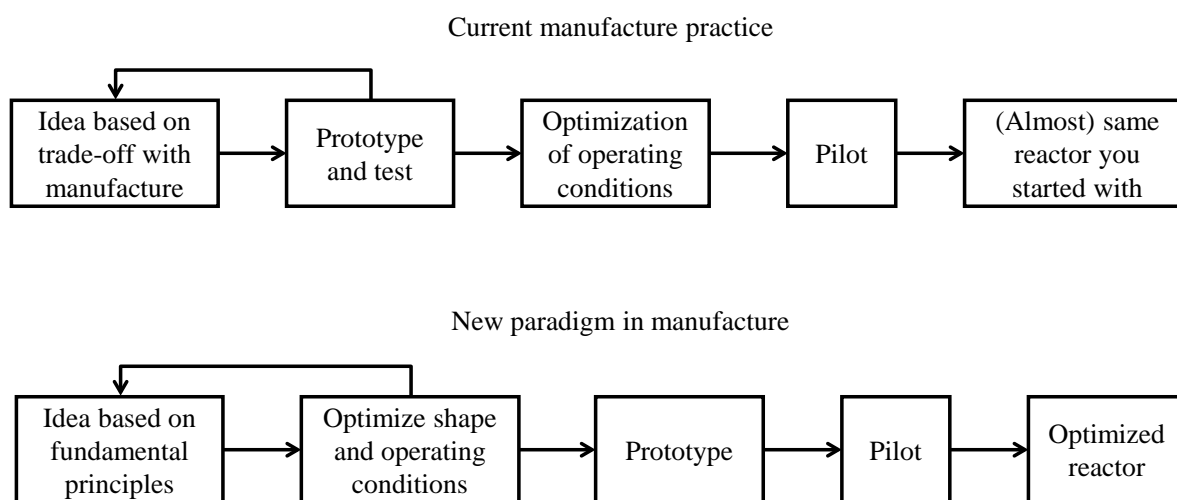 Current manufacture practice
Idea based on
trade-off with
manufacture
Prototype
and test
Optimization
of operating
conditions
Pilot
(Almost) same
reactor you
started with
New paradigm in manufacture
Idea based on
fundamental
principles
Optimize shape
and operating
conditions
Prototype
Pilot
Optimized
reactor